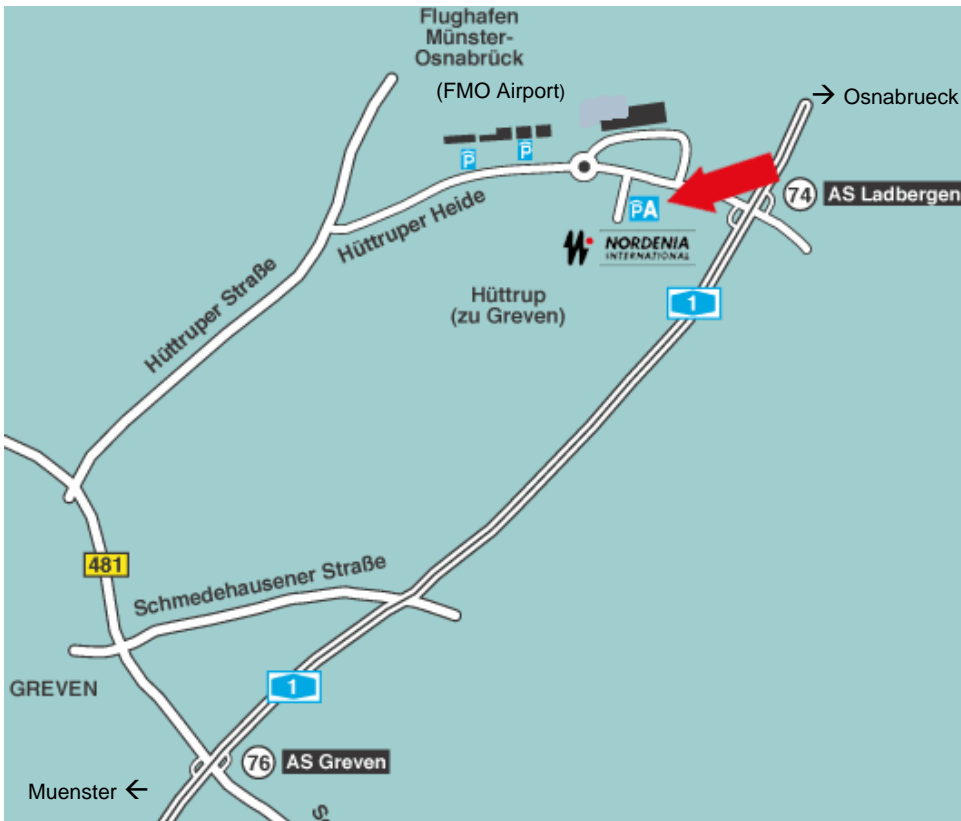 Flughafen
Münster-
Osnabrück
(FMO Airport)
→ Osnabrueck
P
P
74 AS Ladbergen
PA
Hüttruper Heide
NORDENIA
INTERNATIONAL
Hüttruper Straße
Hüttrup
(zu Greven)
1
481
Schmedehausener Straße
GREVEN
1
76 AS Greven
Muenster ←